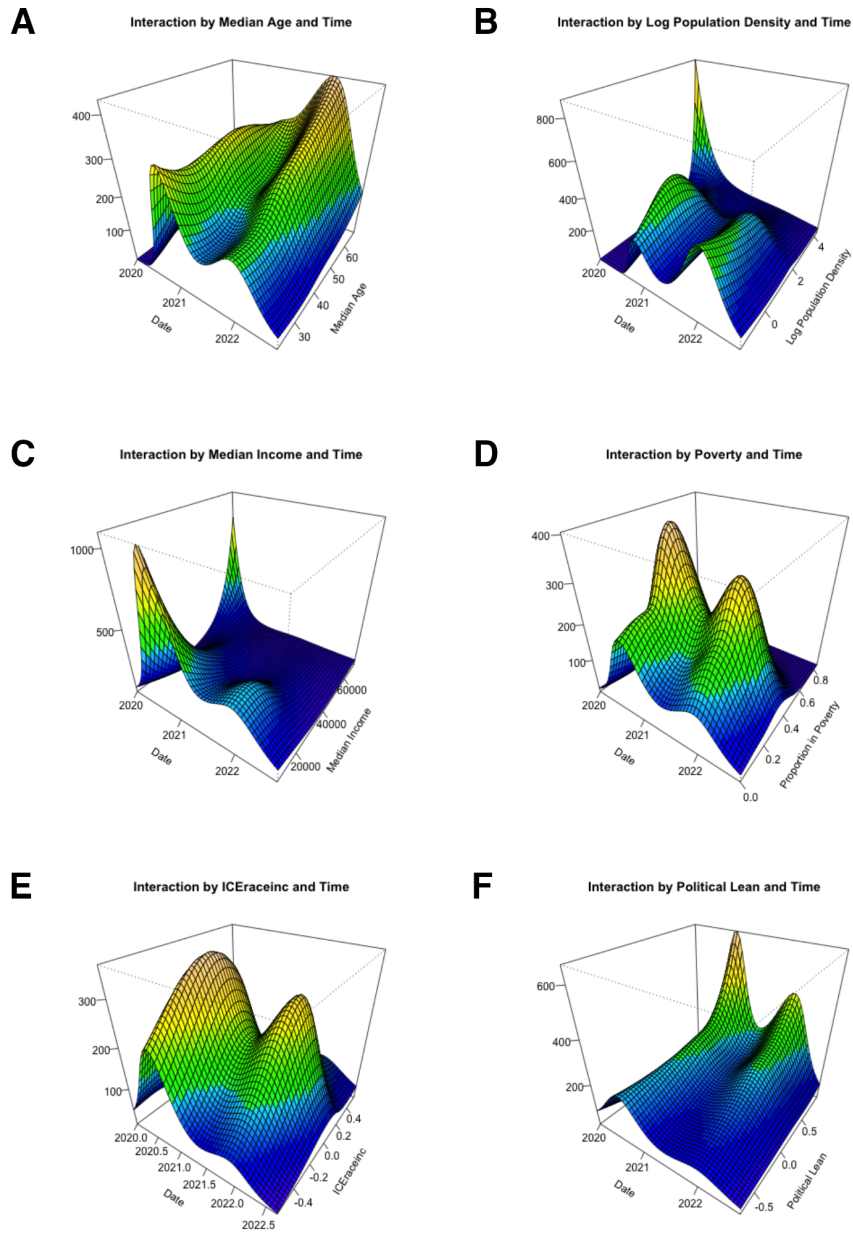 A
Interaction by Median Age and Time
400
300
200
100
2020
2021
2022
Date
30
40
50
60
Median Age
B
Interaction by Log Population Density and Time
800
600
400
200
2020
2021
2022
Date
0
2
4
Log Population Density
C
Interaction by Median Income and Time
1000
500
2020
2021
2022
Date
20000
40000
60000
Median Income
D
Interaction by Poverty and Time
400
300
200
100
2020
2021
2022
Date
0.0
0.2
0.4
0.6
0.8
Proportion in Poverty
E
Interaction by ICEraceinc and Time
300
200
100
2020.0
2020.5
2021.0
2021.5
2022.0
2022.5
Date
-0.4
-0.2
0.0
0.2
0.4
ICEraceinc
F
Interaction by Political Lean and Time
600
400
200
2020
2021
2022
Date
-0.5
0.0
0.5
Political Lean